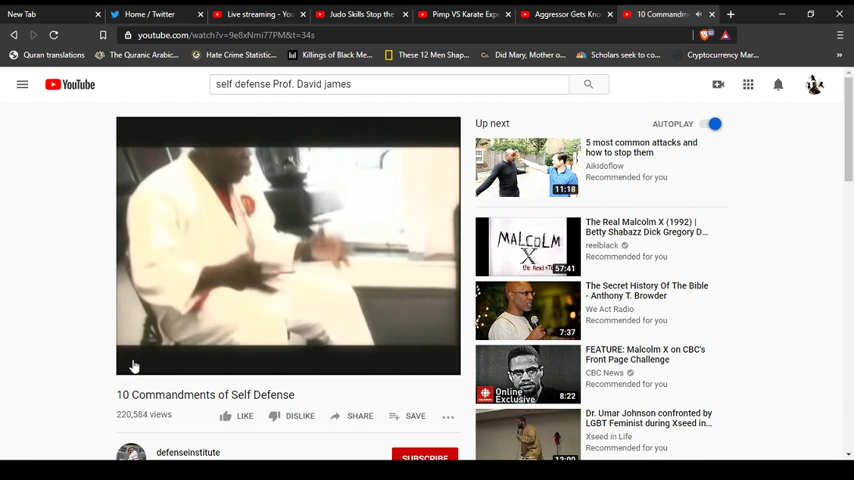 New Tab
Home / Twitter
Live streaming - You
Judo Skills Stop the
Pimp VS Karate Expe
Aggressor Gets Kno
10 Commandm
youtube.com/watch?v=9e8xNmi77PM&t=34s
Quran translations
The Quranic Arabic...
Hate Crime Statistic...
Killings of Black Me...
These 12 Men Shap...
Did Mary, Mother o...
Scholars seek to co...
Cryptocurrency Mar...
YouTube
self defense Prof. David james
Up next
AUTOPLAY
5 most common attacks and
how to stop them
Aikidoflow
Recommended for you
11:18
The Real Malcolm X (1992) |
Betty Shabazz Dick Gregory D...
reelblack
Recommended for you
MALCOLM
X
the Real
57:41
The Secret History Of The Bible
- Anthony T. Browder
We Act Radio
Recommended for you
7:37
FEATURE: Malcolm X on CBC's
Front Page Challenge
CBC News
Recommended for you
Online
Exclusive
8:22
Dr. Umar Johnson confronted by
LGBT Feminist during Xseed in...
Xseed in Life
Recommended for you
12:00
10 Commandments of Self Defense
220,584 views
LIKE
DISLIKE
SHARE
SAVE
defenseinstitute
SUBSCRIBE